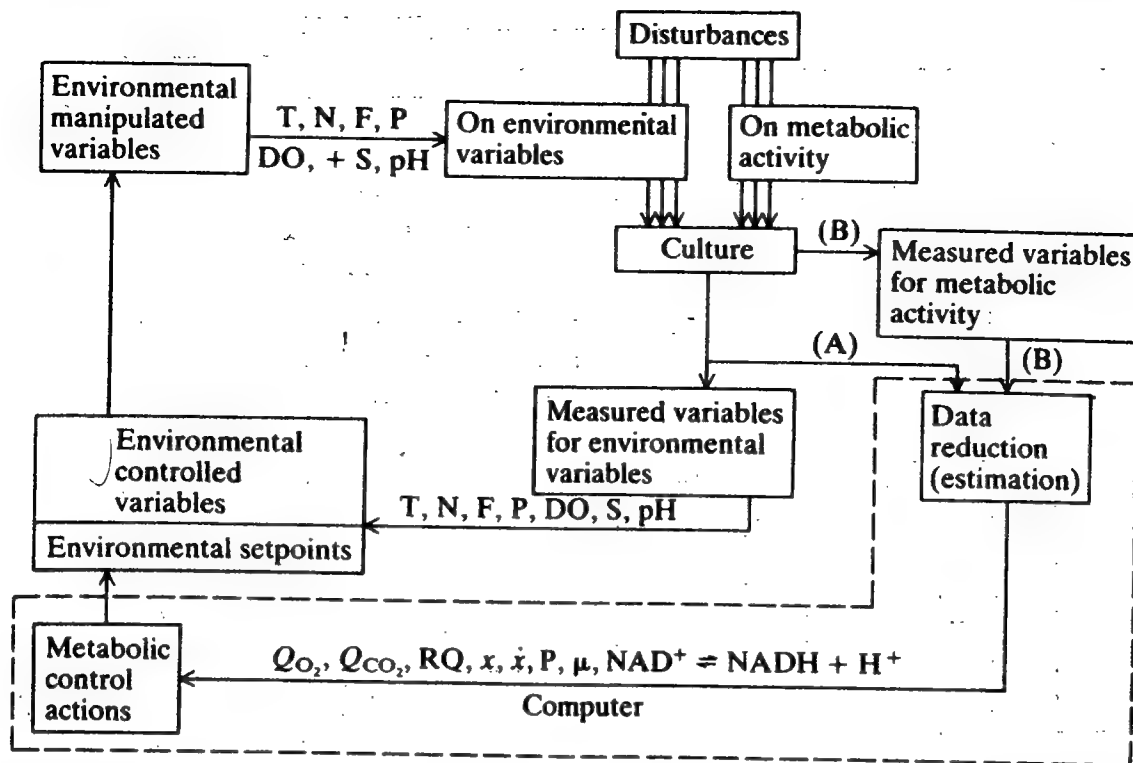 Disturbances
Environmental
manipulated
variables
T, N, F, P
DO, + S, pH
On environmental
variables
On metabolic
activity
Culture
(B)
Measured variables
for metabolic
activity
(A)
(B)
Measured variables
for environmental
variables
Data
reduction
(estimation)
Environmental
controlled
variables
T, N, F, P, DO, S, pH
Environmental setpoints
Metabolic
control
actions
Q_O₂, Q_CO₂, RQ, x, ẋ, P, μ, NAD⁺ ⇌ NADH + H⁺
Computer